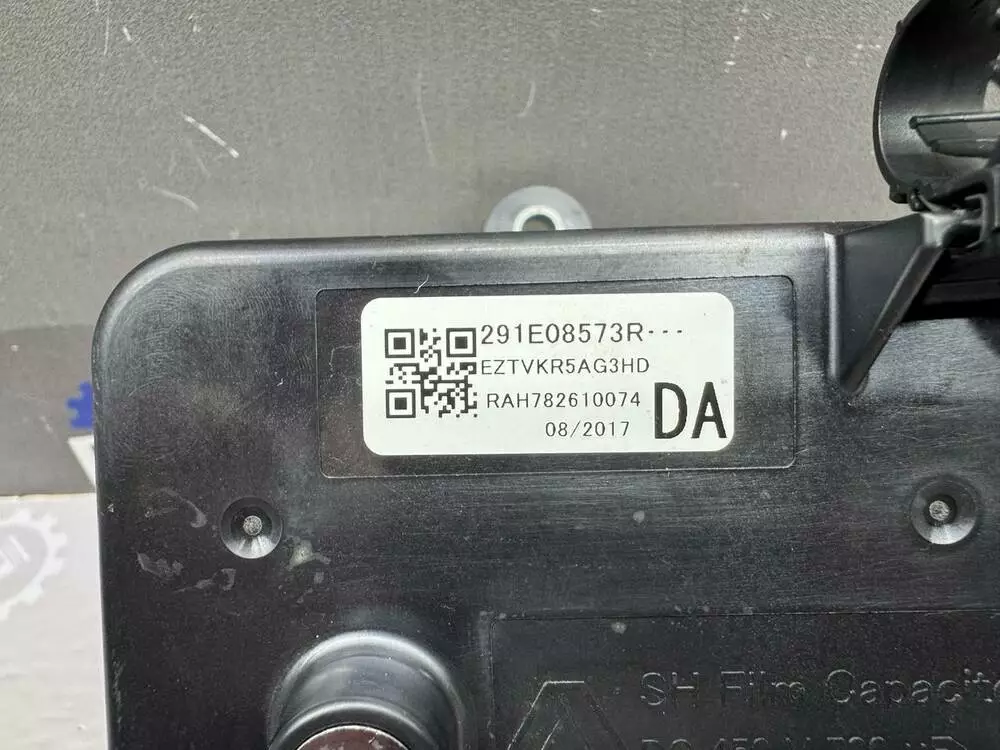 291E08573R---
EZTVKR5AG3HD
RAH782610074
08/2017
DA
SH Film Capacito